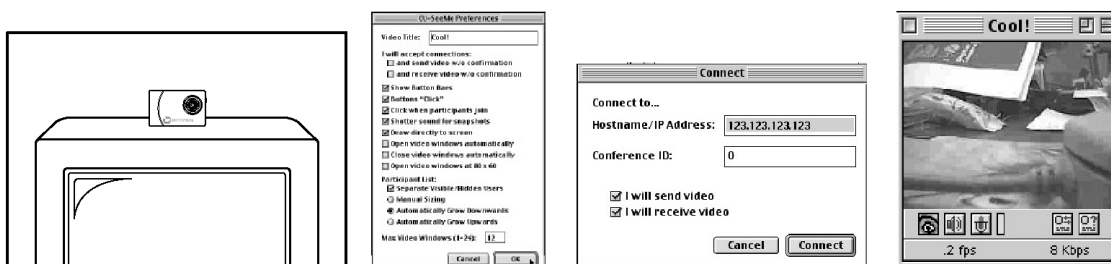 CU-SeeMe Preferences
Video Title: Cool!
I will accept connections:
and send video w/o confirmation
and receive video w/o confirmation
Show Button Bars
Buttons "Click"
Click when participants join
Shutter sound for snapshots
Draw directly to screen
Open video windows automatically
Close video windows automatically
Open video windows at 80 x 60
Participant List:
Separate Visible/Hidden Users
Manual Sizing
Automatically Grow Downwards
Automatically Grow Upwards
Max Video Windows (1-24): 12
Cancel OK
Connect
Connect to...
Hostname/IP Address: 123.123.123.123
Conference ID: 0
I will send video
I will receive video
Cancel Connect
Cool!
.2 fps 8 Kbps